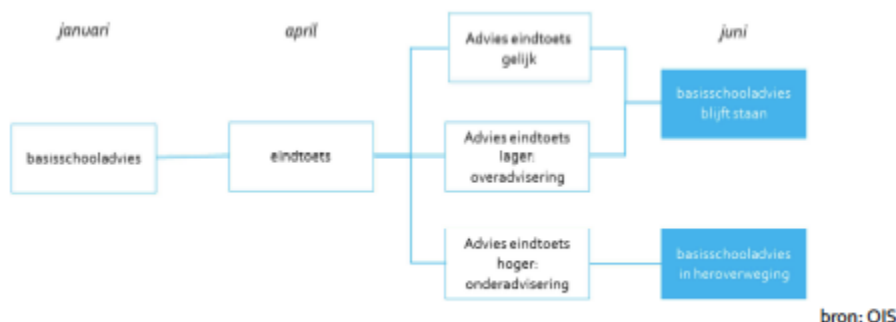 januari
april
juni
basisschooladvies
eindtoets
Advies eindtoets
gelijk
Advies eindtoets
lager:
overadvisering
Advies eindtoets
hoger:
onderadvisering
basisschooladvies
blijft staan
basisschooladvies
in heroverweging
bron: OIS